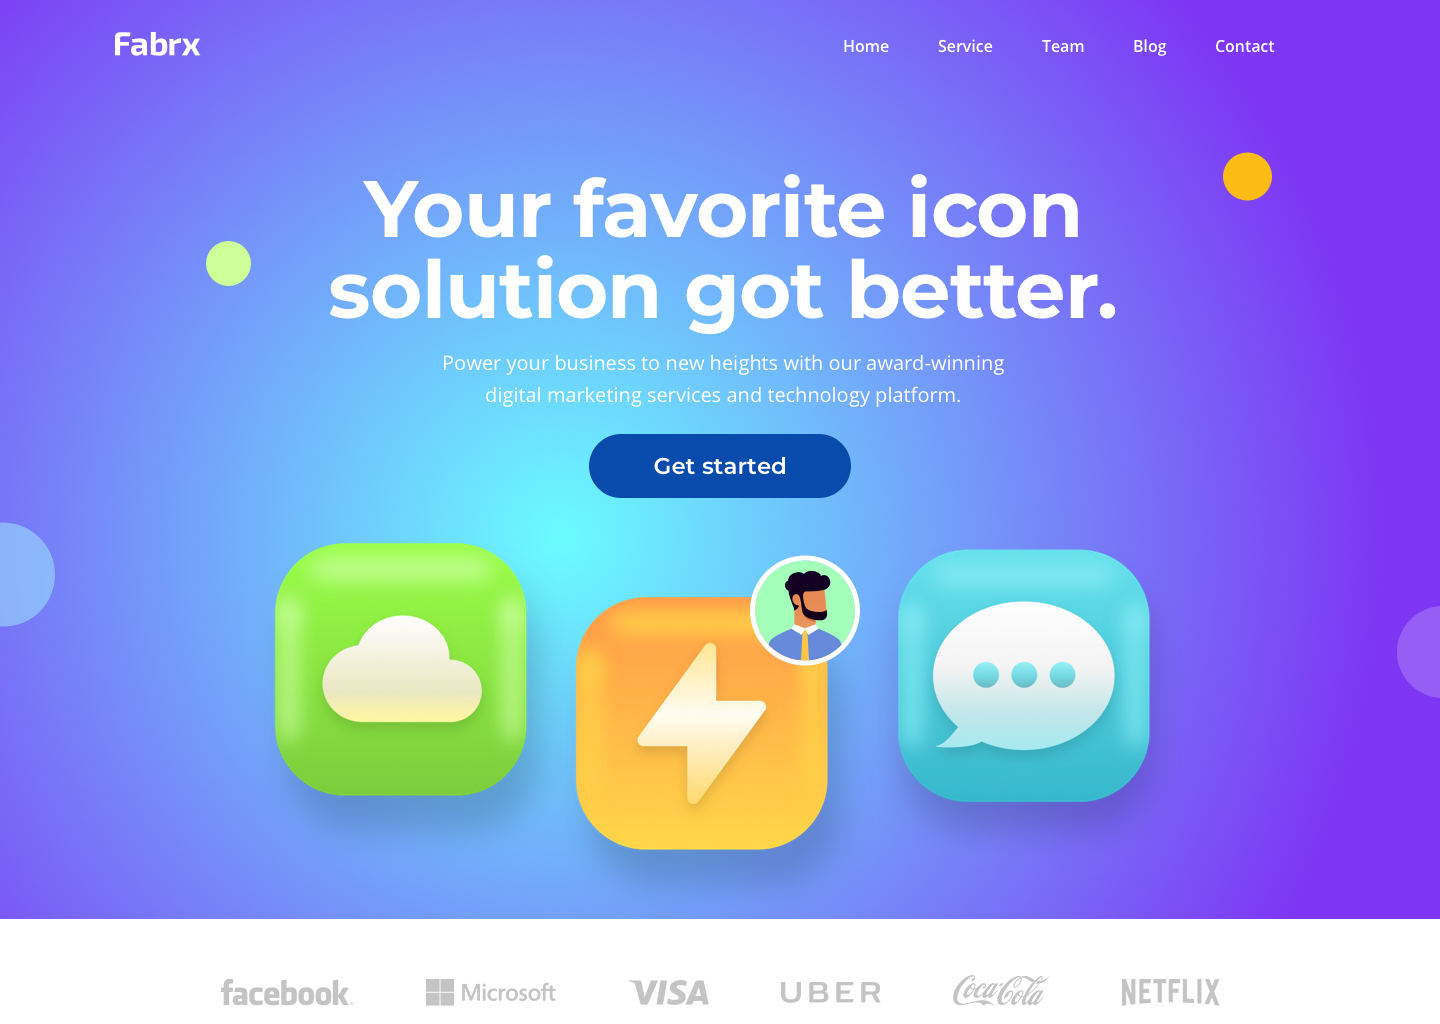 Fabrx
Home Service Team Blog Contact
Your favorite icon
solution got better.
Power your business to new heights with our award-winning
digital marketing services and technology platform.
Get started
facebook Microsoft VISA UBER Coca-Cola NETFLIX